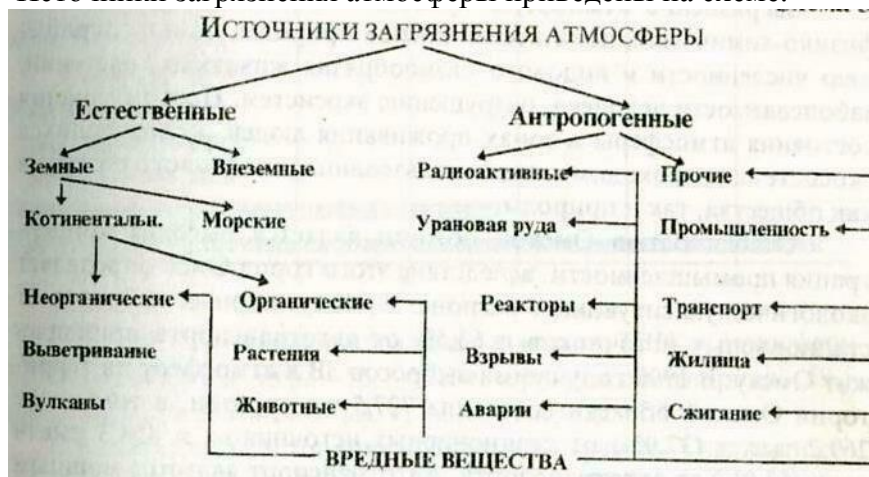 Источники загрязнения атмосферы приведены на схеме.
ИСТОЧНИКИ ЗАГРЯЗНЕНИЯ АТМОСФЕРЫ
Естественные Антропогенные
Земные Внеземные Радиоактивные Прочие
Котинентальн. Морские Урановая руда Промышленность
Неорганические Органические Реакторы Транспорт
Выветривание Растения Взрывы Жилища
Вулканы Животные Аварии Сжигание
ВРЕДНЫЕ ВЕЩЕСТВА